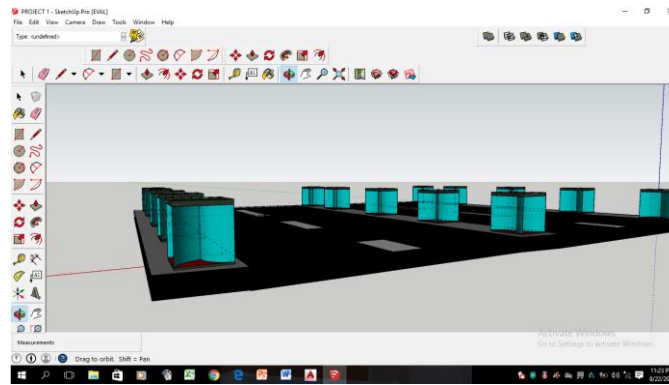 PROJECT 1 - SketchUp Pro [EVAL]
File Edit View Camera Draw Tools Window Help
Type: <undefined>
Measurements
Activate Windows
Go to Settings to activate Windows.
Drag to orbit. Shift = Pan